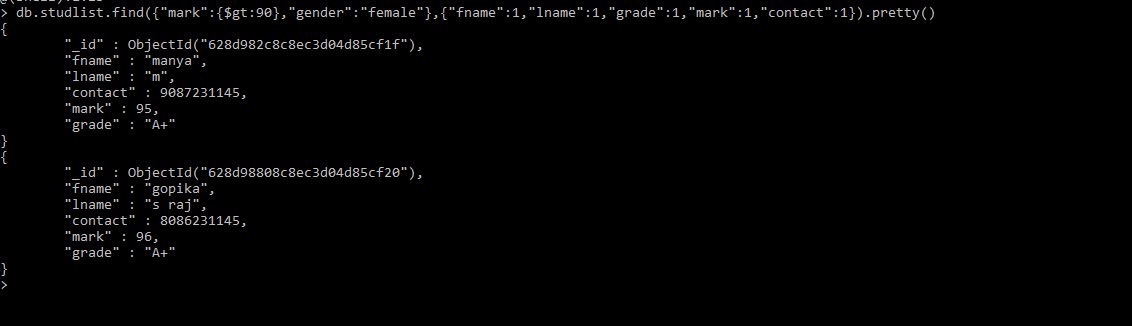 > db.studlist.find({"mark":{$gt:90},"gender":"female"},{"fname":1,"lname":1,"grade":1,"mark":1,"contact":1}).pretty()
{
        "_id" : ObjectId("628d982c8c8ec3d04d85cf1f"),
        "fname" : "manya",
        "lname" : "m",
        "contact" : 9087231145,
        "mark" : 95,
        "grade" : "A+"
}
{
        "_id" : ObjectId("628d98808c8ec3d04d85cf20"),
        "fname" : "gopika",
        "lname" : "s raj",
        "contact" : 8086231145,
        "mark" : 96,
        "grade" : "A+"
}
>